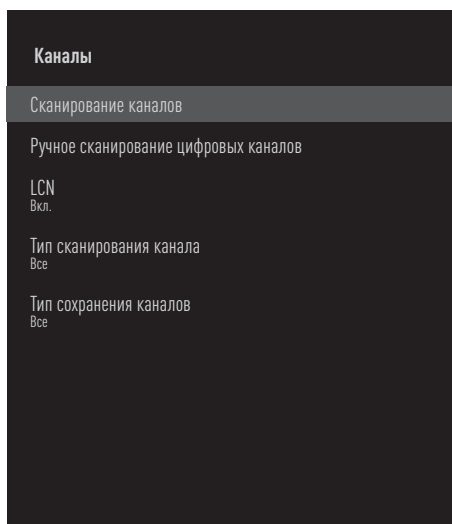 Каналы
Сканирование каналов
Ручное сканирование цифровых каналов
LCN
Вкл.
Тип сканирования канала
Все
Тип сохранения каналов
Все